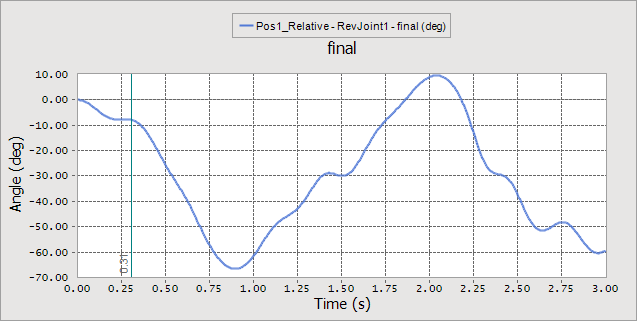 Pos1_Relative - RevJoint1 - final (deg)
final
10.00
0.00
-10.00
-20.00
-30.00
-40.00
-50.00
-60.00
-70.00
Angle (deg)
0.31
0.00 0.25 0.50 0.75 1.00 1.25 1.50 1.75 2.00 2.25 2.50 2.75 3.00
Time (s)